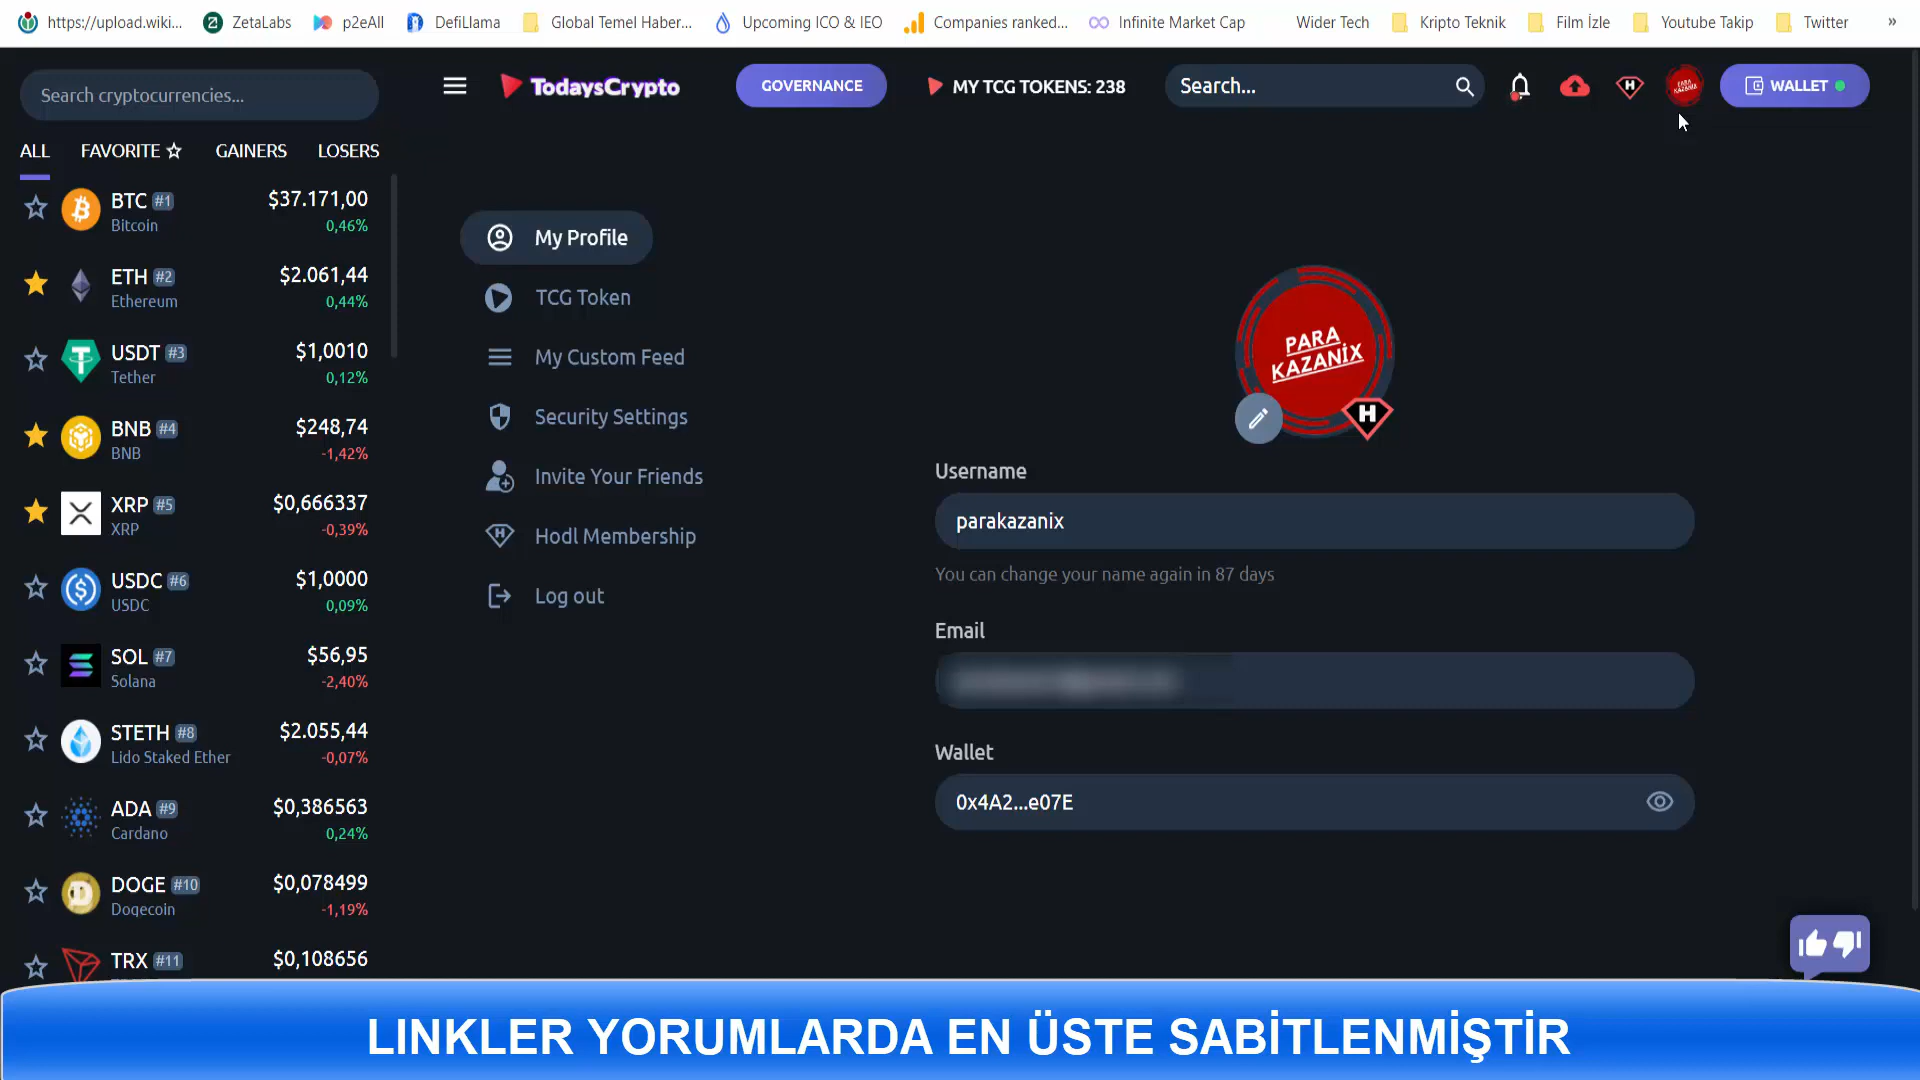 https://upload.wiki... ZetaLabs p2eAll DefiLlama Global Temel Haber... Upcoming ICO & IEO Companies ranked... Infinite Market Cap Wider Tech Kripto Teknik Film İzle Youtube Takip Twitter »
Search cryptocurrencies...
TodaysCrypto GOVERNANCE MY TCG TOKENS: 238 Search... H WALLET
ALL FAVORITE GAINERS LOSERS
BTC #1 $37.171,00
Bitcoin 0,46%
ETH #2 $2.061,44
Ethereum 0,44%
USDT #3 $1,0010
Tether 0,12%
BNB #4 $248,74
BNB -1,42%
XRP #5 $0,666337
XRP -0,39%
USDC #6 $1,0000
USDC 0,09%
SOL #7 $56,95
Solana -2,40%
STETH #8 $2.055,44
Lido Staked Ether -0,07%
ADA #9 $0,386563
Cardano 0,24%
DOGE #10 $0,078499
Dogecoin -1,19%
TRX #11 $0,108656
My Profile
TCG Token
My Custom Feed
Security Settings
Invite Your Friends
Hodl Membership
Log out
PARA
KAZANİX
H
Username
parakazanix
You can change your name again in 87 days
Email
Wallet
0x4A2...e07E
LINKLER YORUMLARDA EN ÜSTE SABİTLENMİŞTİR